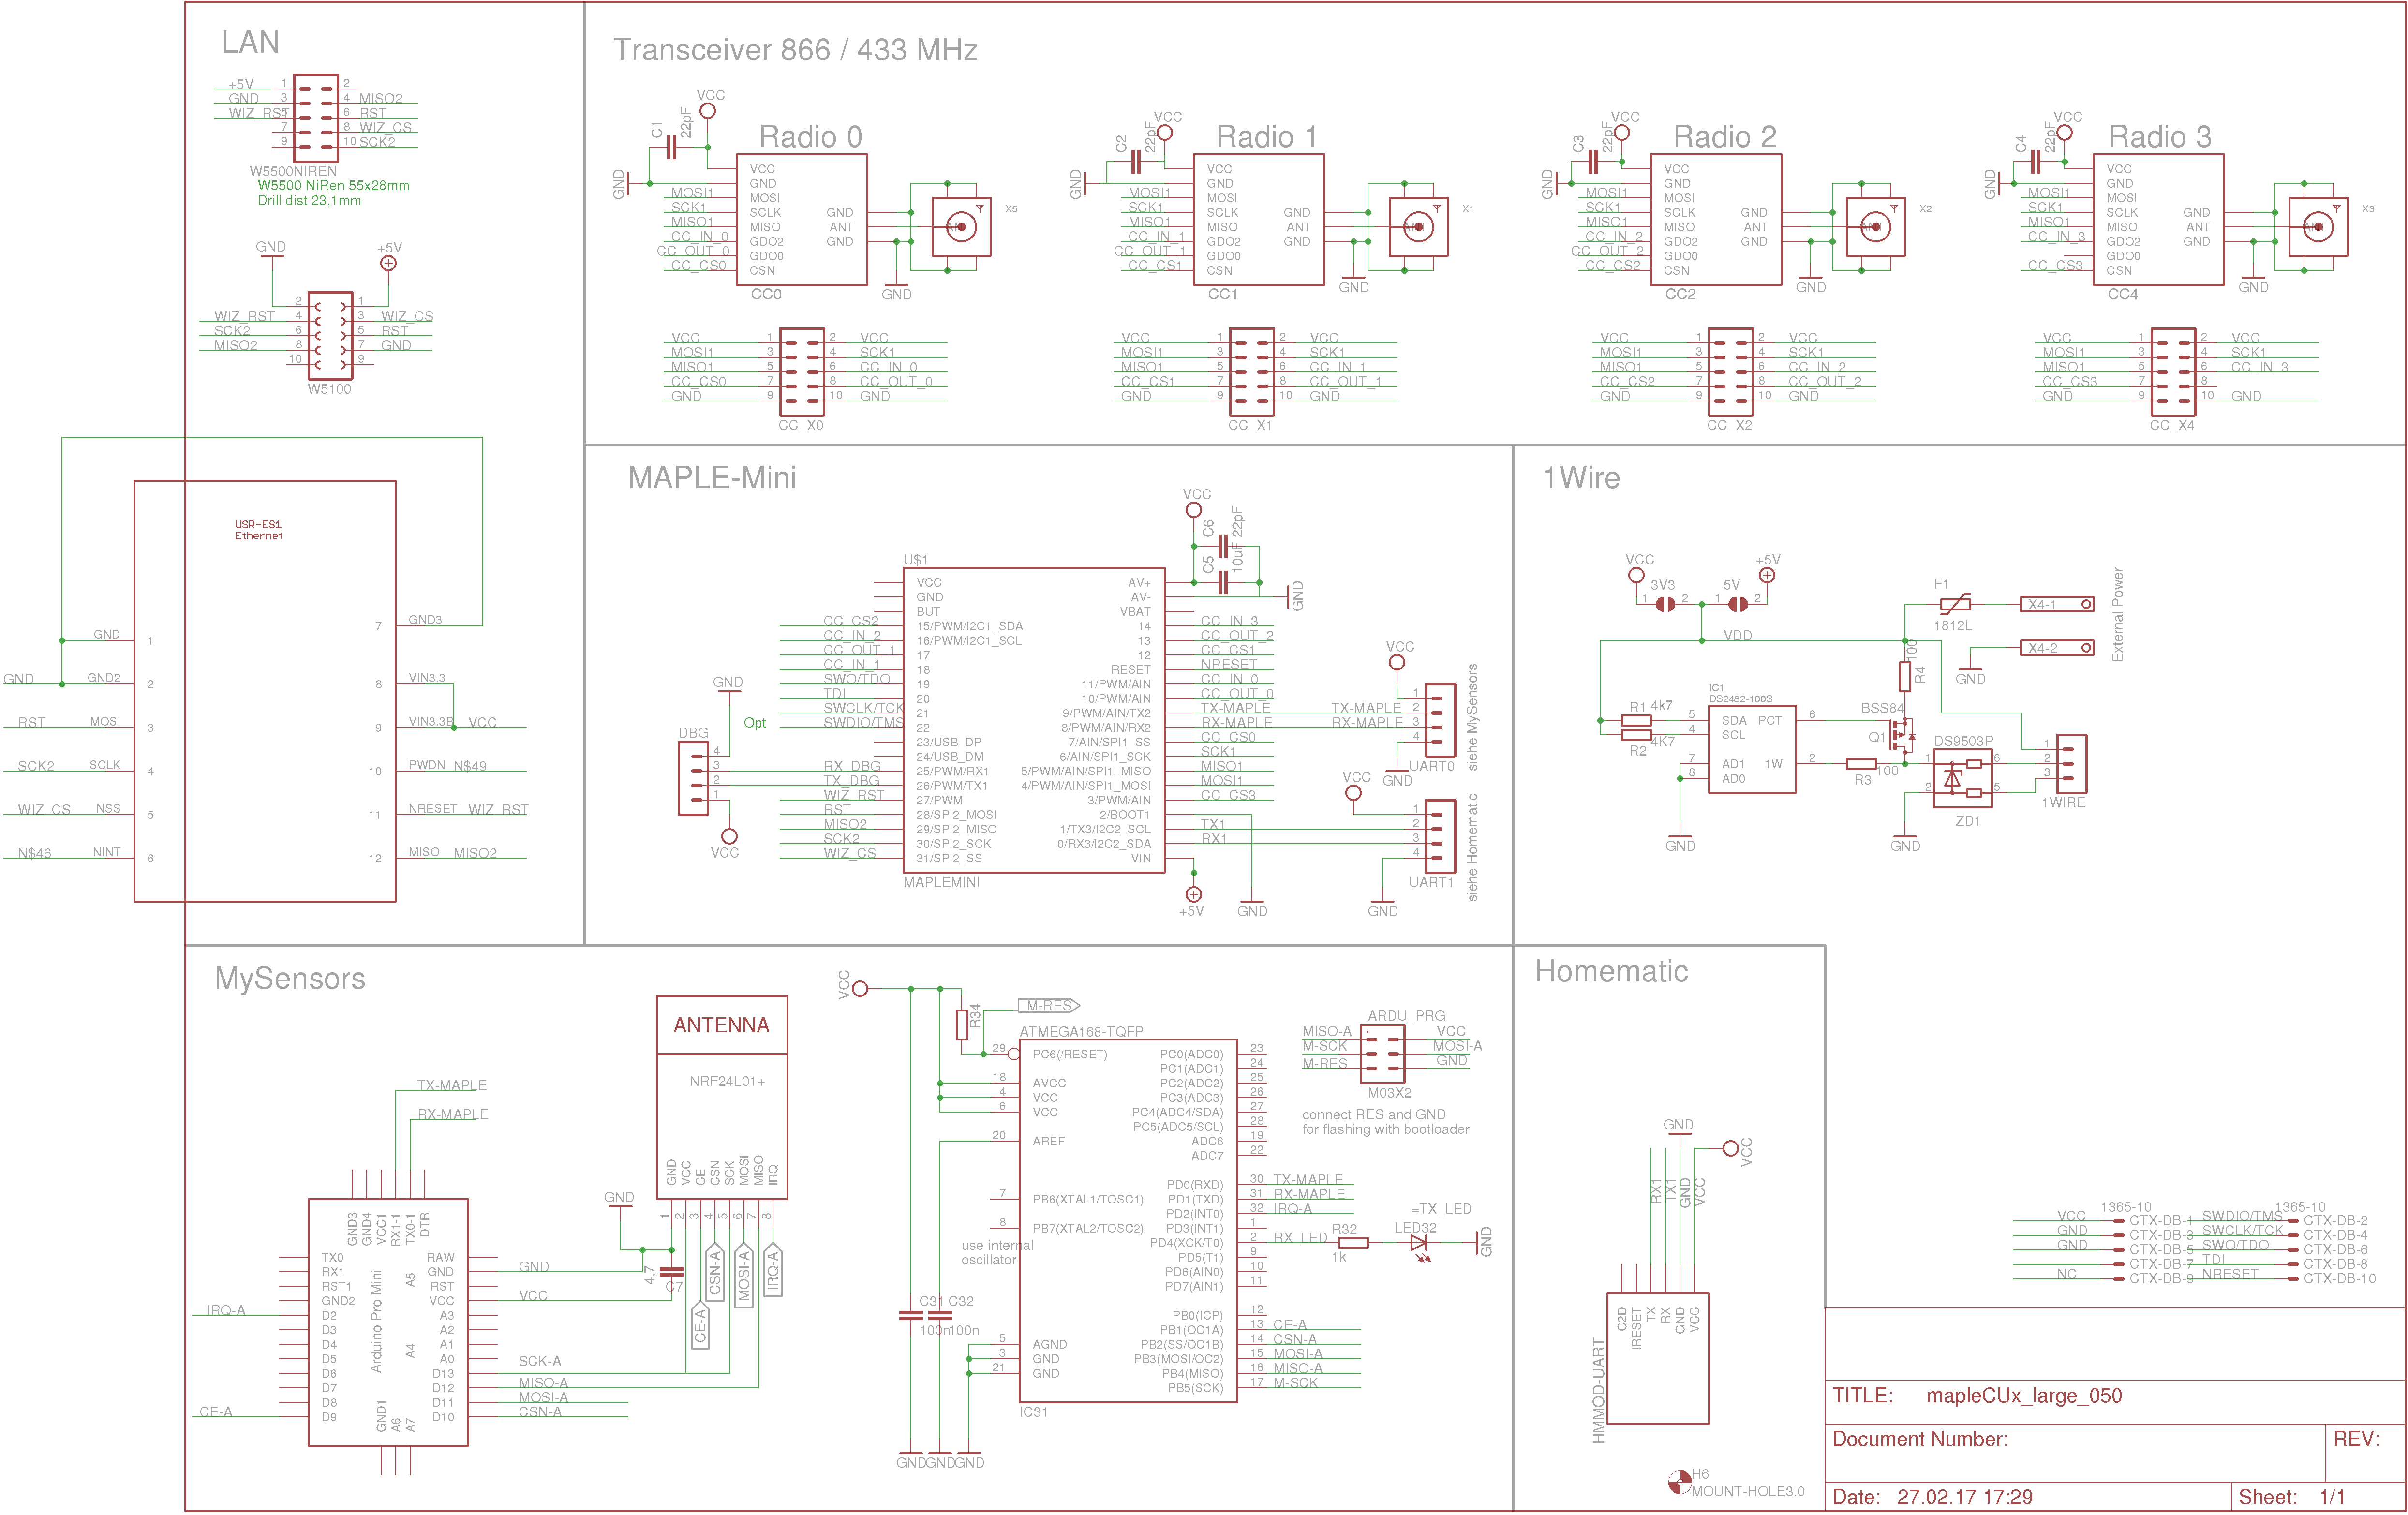 LAN
+5V 1 2
GND 3 4 MISO2
WIZ_RST 5 6 RST
7 8 WIZ_CS
9 10 SCK2
W5500NIREN
W5500 NiRen 55x28mm
Drill dist 23,1mm
GND +5V
2 1
WIZ_RST 4 3 WIZ_CS
SCK2 6 5 RST
MISO2 8 7 GND
10 9
W5100
USR-ES1
Ethernet
GND 1 7 GND3
GND GND2 2 8 VIN3.3
RST MOSI 3 9 VIN3.3B VCC
SCK2 SCLK 4 10 PWDN N$49
WIZ_CS NSS 5 11 NRESET WIZ_RST
N$46 NINT 6 12 MISO MISO2
Transceiver 866 / 433 MHz
Radio 0
VCC
C1 22pF
GND
VCC
GND
MOSI1 MOSI
SCK1 SCLK GND
MISO1 MISO ANT
CC_IN_0 GDO2 GND
CC_OUT_0 GDO0
CC_CS0 CSN
CC0
GND
X5
Radio 1
VCC
C2 22pF
GND
VCC
GND
MOSI1 MOSI
SCK1 SCLK GND
MISO1 MISO ANT
CC_IN_1 GDO2 GND
CC_OUT_1 GDO0
CC_CS1 CSN
CC1
GND
X1
Radio 2
VCC
C3 22pF
GND
VCC
GND
MOSI1 MOSI
SCK1 SCLK GND
MISO1 MISO ANT
CC_IN_2 GDO2 GND
CC_OUT_2 GDO0
CC_CS2 CSN
CC2
GND
X2
Radio 3
VCC
C4 22pF
GND
VCC
GND
MOSI1 MOSI
SCK1 SCLK GND
MISO1 MISO ANT
CC_IN_3 GDO2 GND
GDO0
CC_CS3 CSN
CC4
GND
X3
VCC 1 2 VCC
MOSI1 3 4 SCK1
MISO1 5 6 CC_IN_0
CC_CS0 7 8 CC_OUT_0
GND 9 10 GND
CC_X0
VCC 1 2 VCC
MOSI1 3 4 SCK1
MISO1 5 6 CC_IN_1
CC_CS1 7 8 CC_OUT_1
GND 9 10 GND
CC_X1
VCC 1 2 VCC
MOSI1 3 4 SCK1
MISO1 5 6 CC_IN_2
CC_CS2 7 8 CC_OUT_2
GND 9 10 GND
CC_X2
VCC 1 2 VCC
MOSI1 3 4 SCK1
MISO1 5 6 CC_IN_3
CC_CS3 7 8
GND 9 10 GND
CC_X4
MAPLE-Mini
VCC
C6 22pF
C5 10uF
GND
U$1
VCC AV+
GND AV-
BUT VBAT
CC_CS2 15/PWM/I2C1_SDA 14 CC_IN_3
CC_IN_2 16/PWM/I2C1_SCL 13 CC_OUT_2
CC_OUT_1 17 12 CC_CS1
CC_IN_1 18 RESET NRESET
SWO/TDO 19 11/PWM/AIN CC_IN_0
TDI 20 10/PWM/AIN CC_OUT_0
SWCLK/TCK 21 9/PWM/AIN/TX2 TX-MAPLE TX-MAPLE
SWDIO/TMS 22 8/PWM/AIN/RX2 RX-MAPLE RX-MAPLE
23/USB_DP 7/AIN/SPI1_SS CC_CS0
24/USB_DM 6/AIN/SPI1_SCK SCK1
RX_DBG 25/PWM/RX1 5/PWM/AIN/SPI1_MISO MISO1
TX_DBG 26/PWM/TX1 4/PWM/AIN/SPI1_MOSI MOSI1
WIZ_RST 27/PWM 3/PWM/AIN CC_CS3
RST 28/SPI2_MOSI 2/BOOT1
MISO2 29/SPI2_MISO 1/TX3/I2C2_SCL TX1
SCK2 30/SPI2_SCK 0/RX3/I2C2_SDA RX1
WIZ_CS 31/SPI2_SS VIN
MAPLEMINI
+5V
GND
GND
Opt
DBG
4
3
2
1
VCC
VCC
1
2
3
4
UART0
GND
siehe MySensors
VCC
1
2
3
4
UART1
GND
siehe Homematic
1Wire
VCC +5V
3V3 5V
1 2 1 2
VDD
F1
1812L
X4-1
X4-2
GND
External Power
100
R4
IC1
DS2482-100S
R1 4k7
R2 4K7
5 SDA PCT 6
4 SCL
7 AD1 1W 2
8 AD0
GND
BSS84
Q1
R3 100
DS9503P
1 6
2 5
ZD1
GND
1
2
3
1WIRE
MySensors
TX-MAPLE
RX-MAPLE
GND3 GND4 VCC1 RX1-1 TX0-1 DTR
TX0 RAW
RX1 GND GND
RST1 A5 RST
GND2 VCC VCC
IRQ-A D2 A3
D3 A2
D4 A4 A1
D5 A0 SCK-A
D6 D13
D7 D12 MISO-A
D8 D11 MOSI-A
CE-A D9 D10 CSN-A
Arduino Pro Mini
GND1 A6 A7
ANTENNA
NRF24L01+
GND VCC CE CSN SCK MOSI MISO IRQ
1 2 3 4 5 6 7 8
GND
4,7
C7
CE-A
CSN-A
MOSI-A
IRQ-A
VCC
R34
M-RES
ATMEGA168-TQFP
29 PC6(/RESET) PC0(ADC0) 23
PC1(ADC1) 24
18 AVCC PC2(ADC2) 25
4 VCC PC3(ADC3) 26
6 VCC PC4(ADC4/SDA) 27
PC5(ADC5/SCL) 28
20 AREF ADC6 19
ADC7 22
PD0(RXD) 30 TX-MAPLE
7 PB6(XTAL1/TOSC1) PD1(TXD) 31 RX-MAPLE
PD2(INT0) 32 IRQ-A
8 PB7(XTAL2/TOSC2) PD3(INT1) 1
PD4(XCK/T0) 2 RX_LED
PD5(T1) 9
PD6(AIN0) 10
PD7(AIN1) 11
use internal
oscillator
PB0(ICP) 12
PB1(OC1A) 13 CE-A
5 AGND PB2(SS/OC1B) 14 CSN-A
3 GND PB3(MOSI/OC2) 15 MOSI-A
21 GND PB4(MISO) 16 MISO-A
PB5(SCK) 17 M-SCK
IC31
C31 C32
100n 100n
GND GND GND
R32
1k
=TX_LED
LED32
GND
ARDU_PRG
MISO-A VCC
M-SCK MOSI-A
M-RES GND
M03X2
connect RES and GND
for flashing with bootloader
Homematic
GND
VCC
RX1 TX1 GND VCC
C2D !RESET TX RX GND VCC
HMMOD-UART
H6
MOUNT-HOLE3.0
1365-10 1365-10
VCC CTX-DB-1 SWDIO/TMS CTX-DB-2
GND CTX-DB-3 SWCLK/TCK CTX-DB-4
GND CTX-DB-5 SWO/TDO CTX-DB-6
CTX-DB-7 TDI CTX-DB-8
NC CTX-DB-9 NRESET CTX-DB-10
TITLE: mapleCUx_large_050
Document Number: REV:
Date: 27.02.17 17:29 Sheet: 1/1